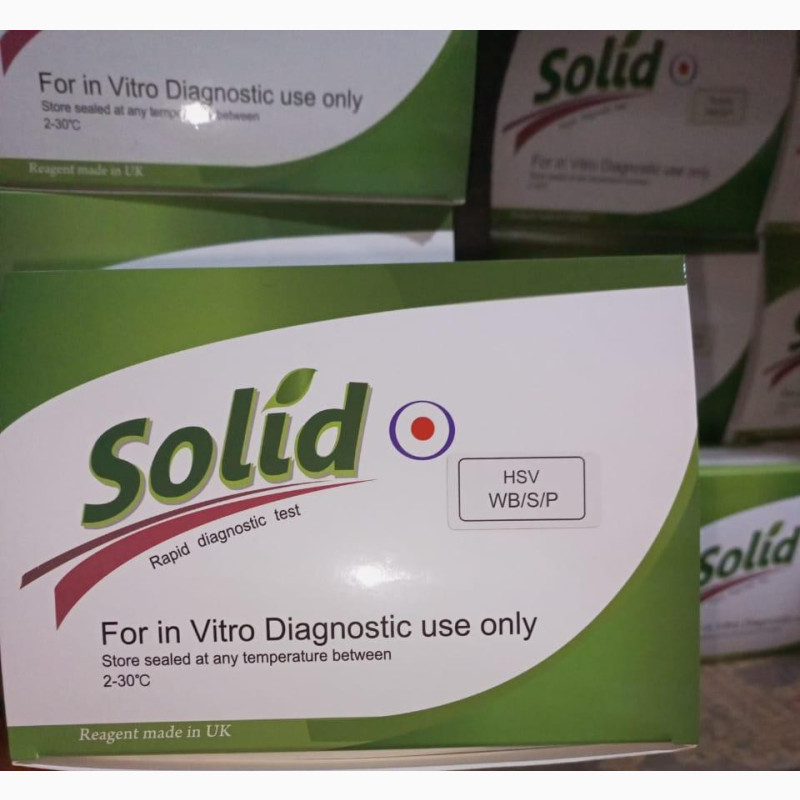 For in Vitro Diagnostic use only
Store sealed at any temperature between
2-30°C
Reagent made in UK
Solid
For in Vitro Diagnostic use only
Solid
Rapid diagnostic test
HSV
WB/S/P
For in Vitro Diagnostic use only
Store sealed at any temperature between
2-30°C
Reagent made in UK
Solid